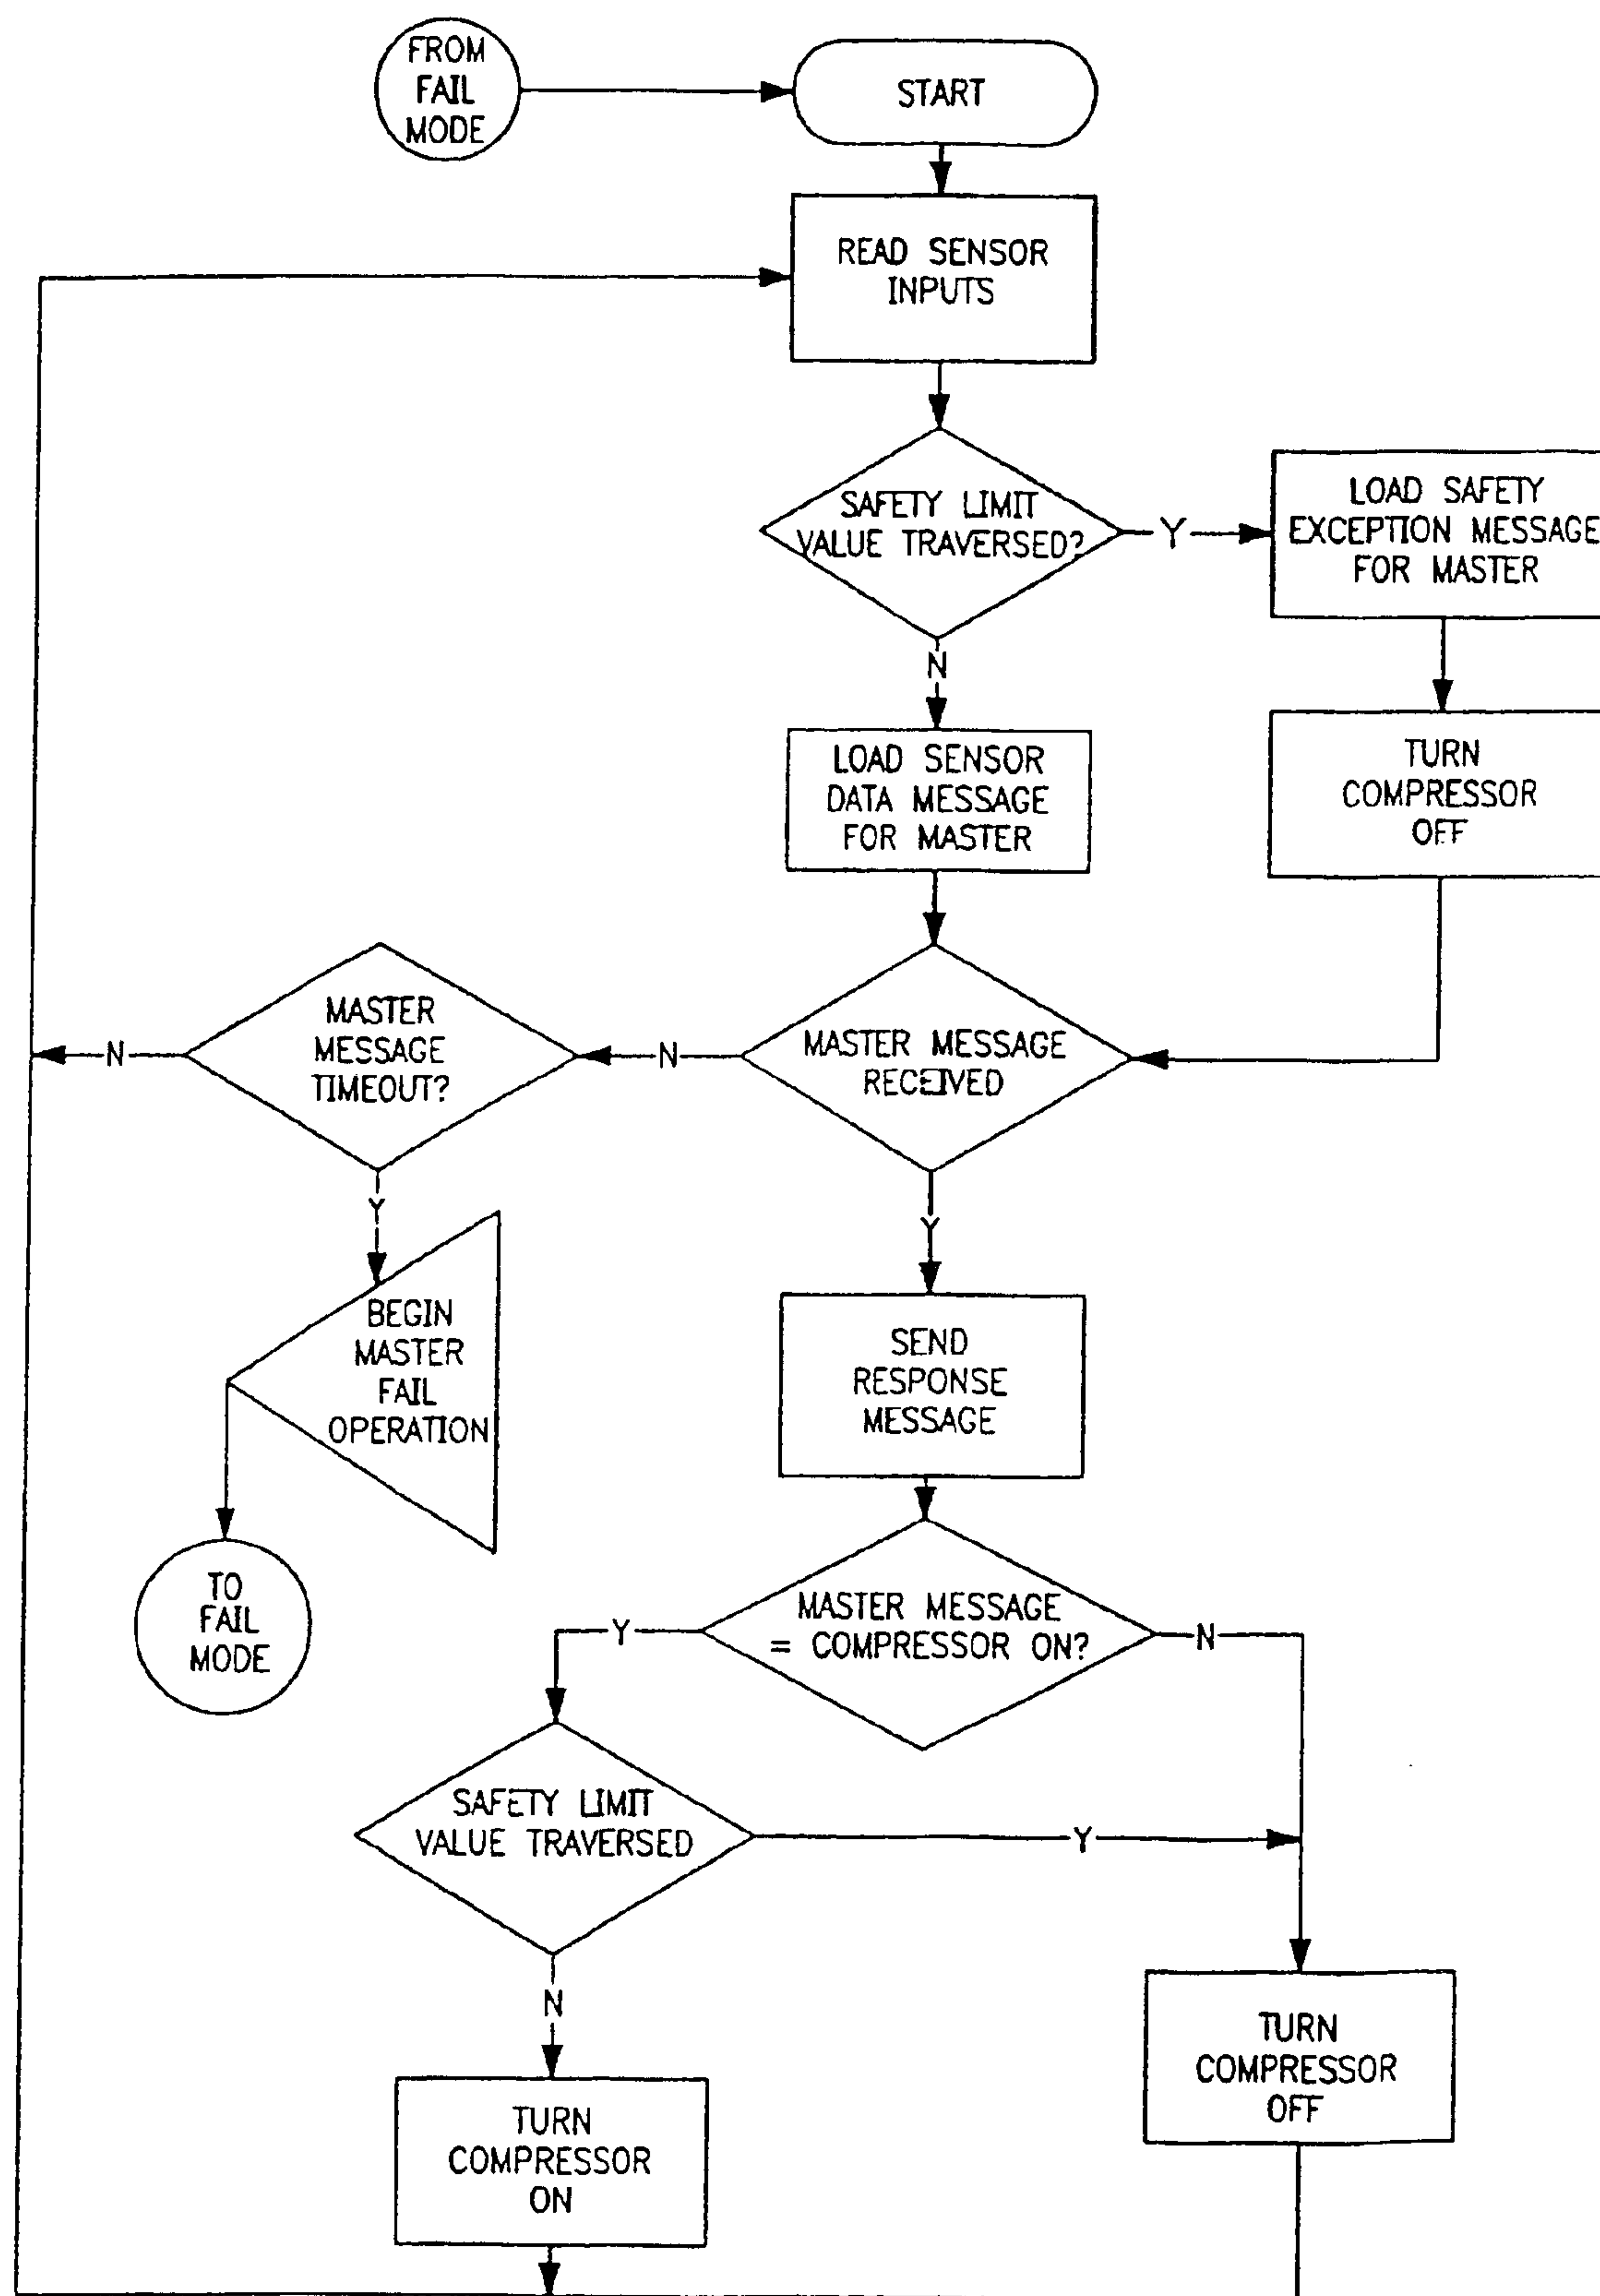 FROM
FAIL
MODE
START
READ SENSOR
INPUTS
SAFETY LIMIT
VALUE TRAVERSED?
Y
LOAD SAFETY
EXCEPTION MESSAGE
FOR MASTER
N
LOAD SENSOR
DATA MESSAGE
FOR MASTER
TURN
COMPRESSOR
OFF
MASTER MESSAGE
RECEIVED
N
MASTER
MESSAGE
TIMEOUT?
N
Y
BEGIN
MASTER
FAIL
OPERATION
TO
FAIL
MODE
Y
SEND
RESPONSE
MESSAGE
MASTER MESSAGE
= COMPRESSOR ON?
Y
N
SAFETY LIMIT
VALUE TRAVERSED
Y
N
TURN
COMPRESSOR
ON
TURN
COMPRESSOR
OFF